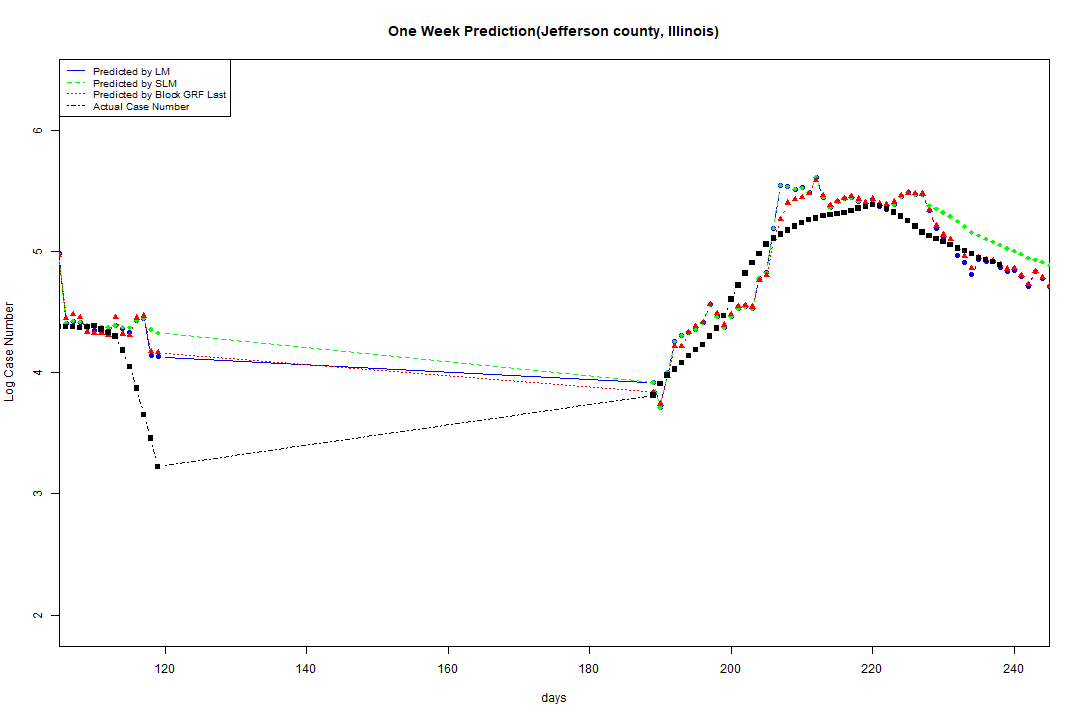 One Week Prediction(Jefferson county, Illinois)
Predicted by LM
Predicted by SLM
Predicted by Block GRF Last
Actual Case Number
6
5
4
3
2
Log Case Number
120 140 160 180 200 220 240
days